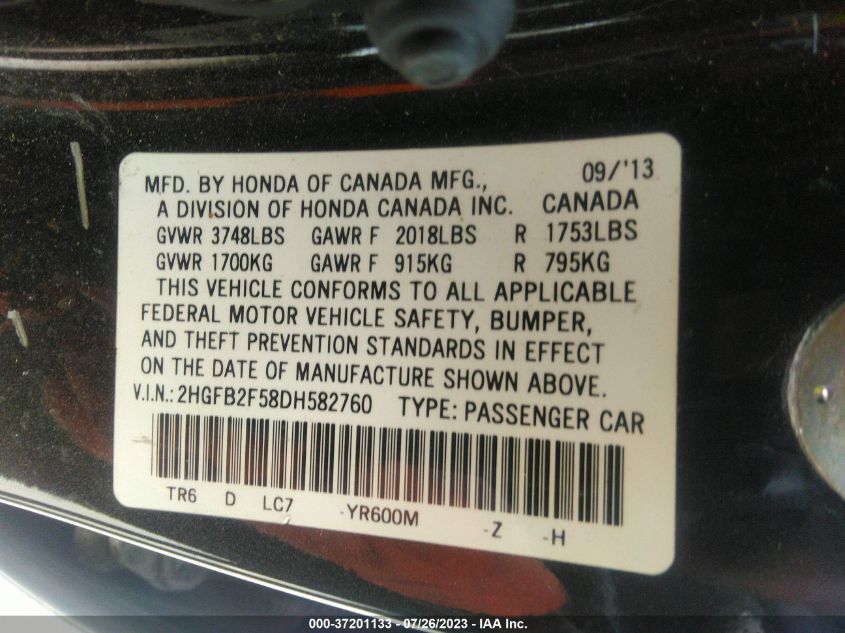 09/'13
MFD. BY HONDA OF CANADA MFG.,
A DIVISION OF HONDA CANADA INC. CANADA
GVWR 3748LBS GAWR F 2018LBS R 1753LBS
GVWR 1700KG GAWR F 915KG R 795KG
THIS VEHICLE CONFORMS TO ALL APPLICABLE
FEDERAL MOTOR VEHICLE SAFETY, BUMPER,
AND THEFT PREVENTION STANDARDS IN EFFECT
ON THE DATE OF MANUFACTURE SHOWN ABOVE.
V.I.N.: 2HGFB2F58DH582760 TYPE: PASSENGER CAR
TR6 D LC7 -YR600M -Z -H
000-37201133 - 07/26/2023 - IAA Inc.